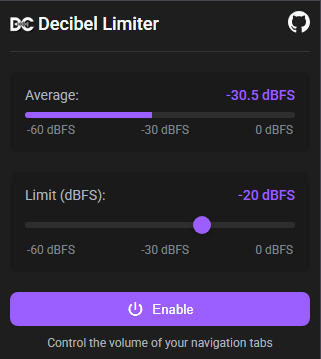 DC Decibel Limiter
Average: -30.5 dBFS
-60 dBFS -30 dBFS 0 dBFS
Limit (dBFS): -20 dBFS
-60 dBFS -30 dBFS 0 dBFS
Enable
Control the volume of your navigation tabs